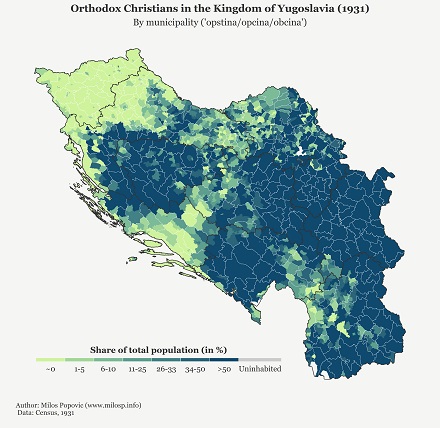 Orthodox Christians in the Kingdom of Yugoslavia (1931)
By municipality ('opstina/opcina/obcina')
Share of total population (in %)
~0 1-5 6-10 11-25 26-33 34-50 >50 Uninhabited
Author: Milos Popovic (www.milosp.info)
Data: Census, 1931